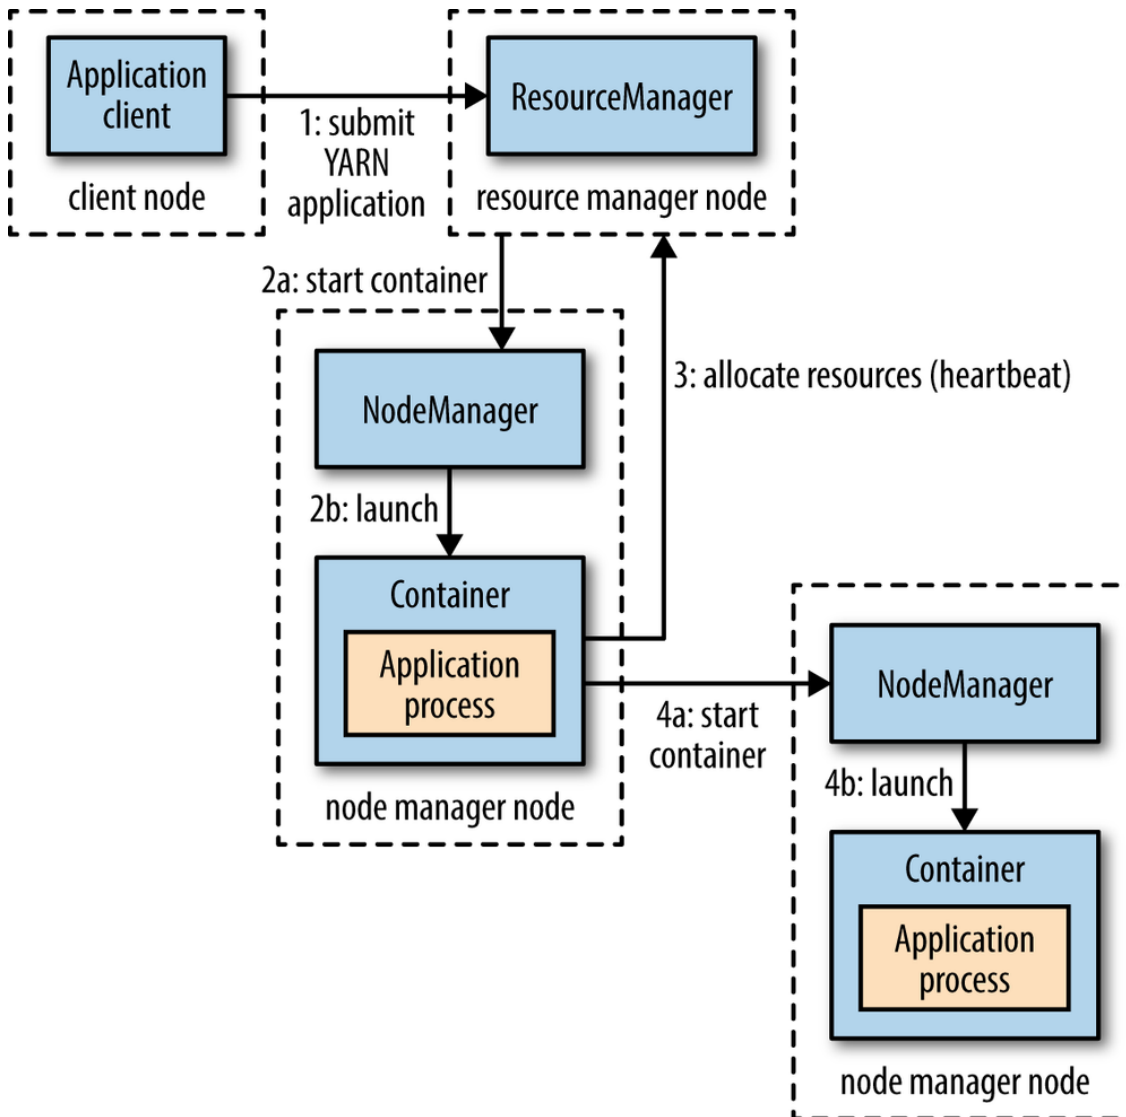 Application
client
client node
1: submit
YARN
application
ResourceManager
resource manager node
2a: start container
NodeManager
2b: launch
Container
Application
process
node manager node
3: allocate resources (heartbeat)
4a: start
container
NodeManager
4b: launch
Container
Application
process
node manager node